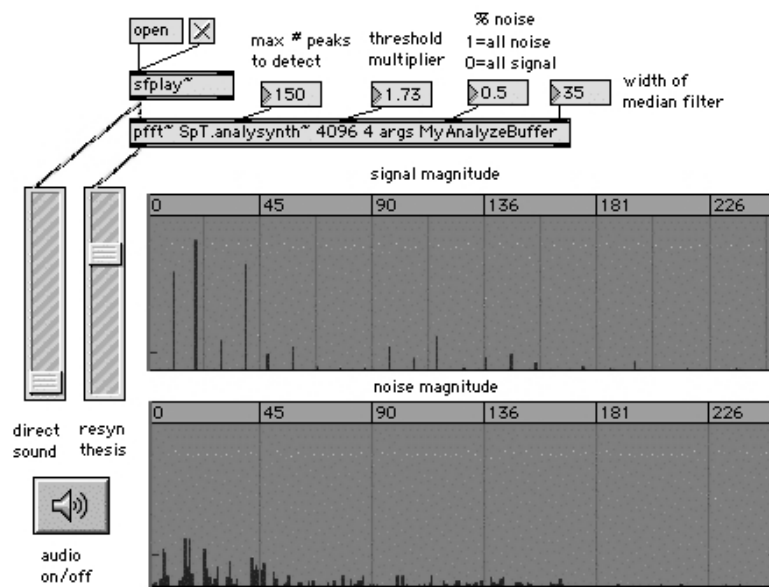 open
max # peaks
to detect
threshold
multiplier
% noise
1=all noise
0=all signal
width of
median filter
sfplay~
150
1.73
0.5
35
pfft~ SpT.analysynth~ 4096 4 args MyAnalyzeBuffer
signal magnitude
0 45 90 136 181 226
noise magnitude
0 45 90 136 181 226
direct
sound
resyn
thesis
audio
on/off